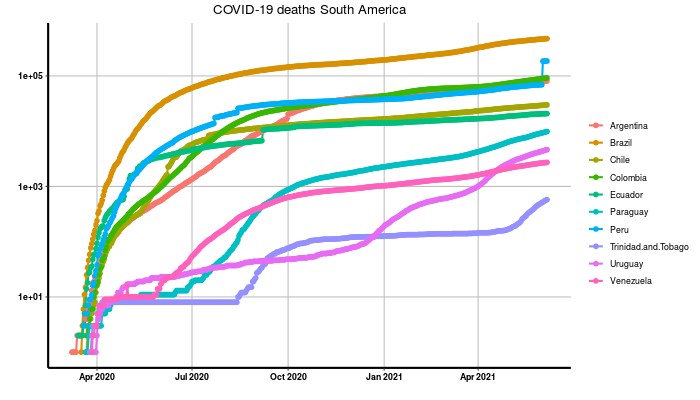 COVID-19 deaths South America
1e+05
1e+03
1e+01
Apr 2020
Jul 2020
Oct 2020
Jan 2021
Apr 2021
Argentina
Brazil
Chile
Colombia
Ecuador
Paraguay
Peru
Trinidad.and.Tobago
Uruguay
Venezuela